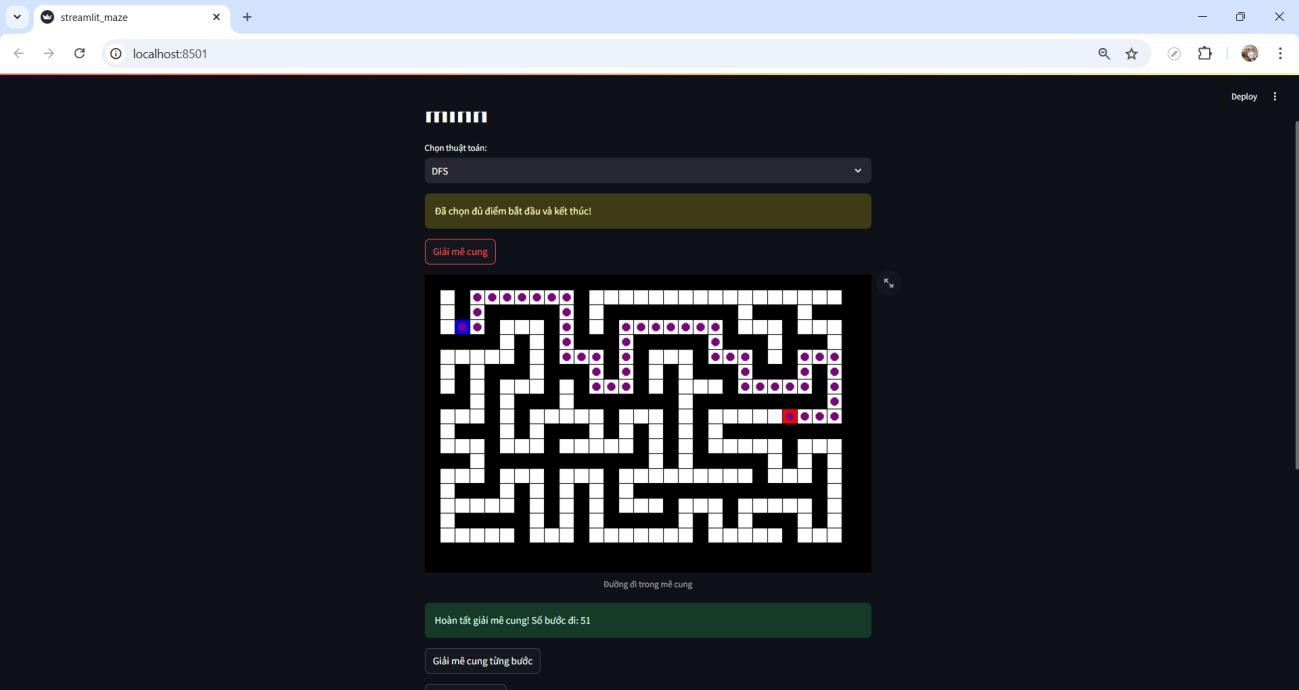 streamlit_maze
localhost:8501
Deploy
Chọn thuật toán:
DFS
Đã chọn đủ điểm bắt đầu và kết thúc!
Giải mê cung
Đường đi trong mê cung
Hoàn tất giải mê cung! Số bước đi: 51
Giải mê cung từng bước